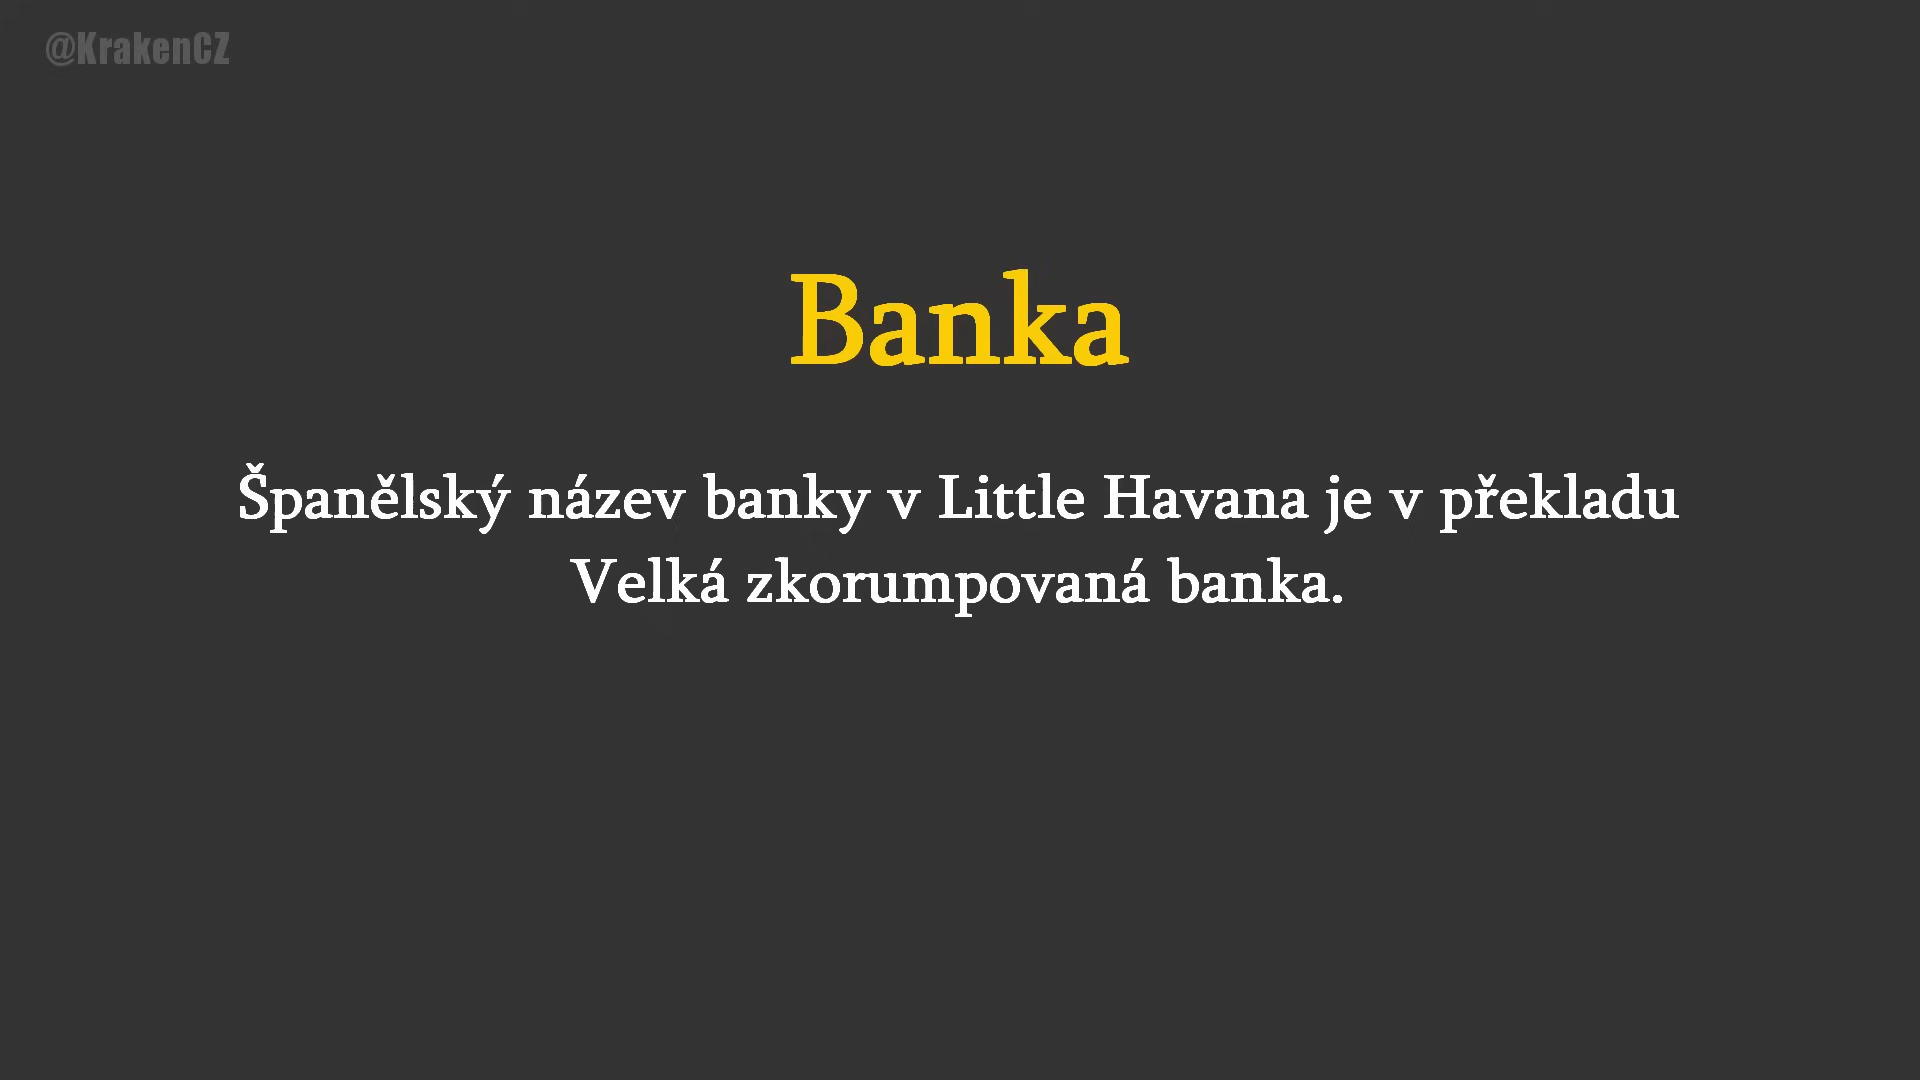 @KrakenCZ
Banka
Španělský název banky v Little Havana je v překladu
Velká zkorumpovaná banka.